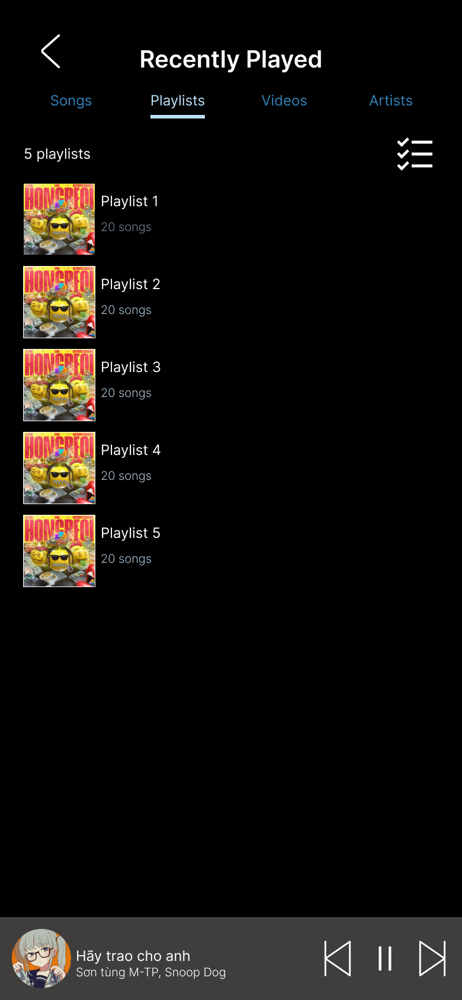 Recently Played
Songs Playlists Videos Artists
5 playlists
Playlist 1
20 songs
Playlist 2
20 songs
Playlist 3
20 songs
Playlist 4
20 songs
Playlist 5
20 songs
Hãy trao cho anh
Sơn tùng M-TP, Snoop Dog